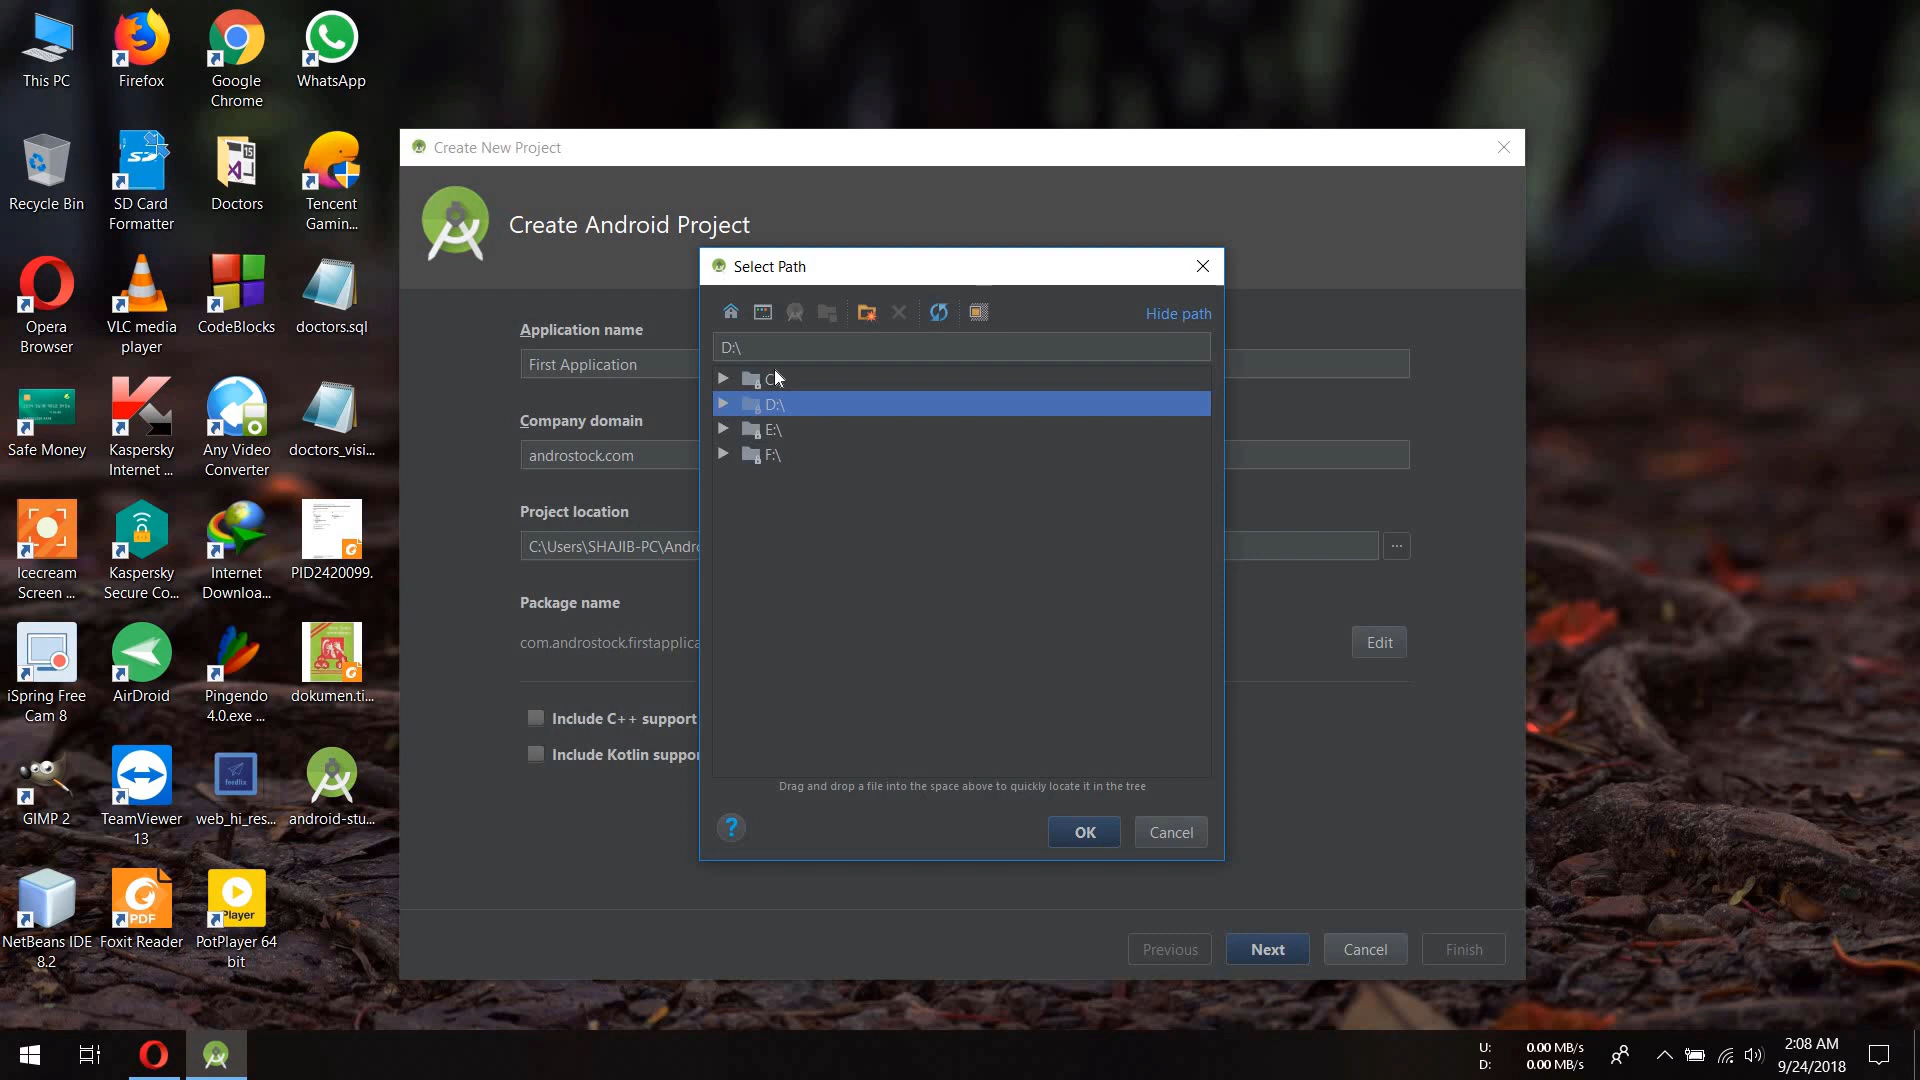 This PC
Firefox
Google
Chrome
WhatsApp
Recycle Bin
SD Card
Formatter
Doctors
Tencent
Gamin...
Opera
Browser
VLC media
player
CodeBlocks
doctors.sql
Safe Money
Kaspersky
Internet ...
Any Video
Converter
doctors_visi...
Icecream
Screen ...
Kaspersky
Secure Co...
Internet
Downloa...
PID2420099.
iSpring Free
Cam 8
AirDroid
Pingendo
4.0.exe ...
dokumen.ti...
GIMP 2
TeamViewer
13
web_hi_res...
android-stu...
NetBeans IDE
8.2
Foxit Reader
PotPlayer 64
bit
SD
15
feedlix
PDF
Player
Create New Project
Create Android Project
Application name
First Application
Company domain
androstock.com
Project location
C:\Users\SHAJIB-PC\Andro
...
Package name
com.androstock.firstapplica
Edit
Include C++ support
Include Kotlin suppor
Previous
Next
Cancel
Finish
Select Path
Hide path
D:\
D:\
E:\
F:\
Drag and drop a file into the space above to quickly locate it in the tree
?
OK
Cancel
U: 0.00 MB/s
D: 0.00 MB/s
2:08 AM
9/24/2018